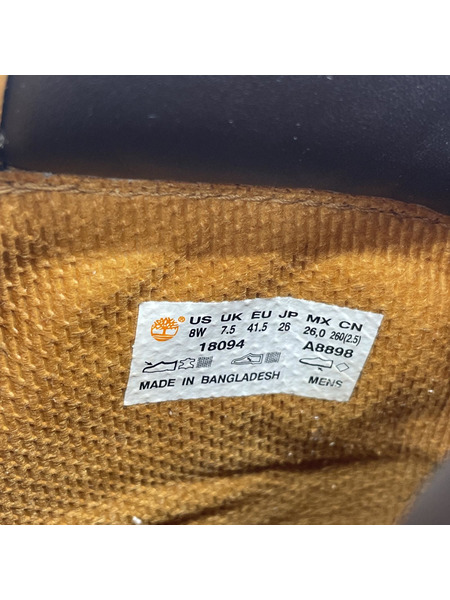 US UK EU JP MX CN
8W 7.5 41.5 26 26,0 260(2.5)
18094 A8898
MADE IN BANGLADESH MENS